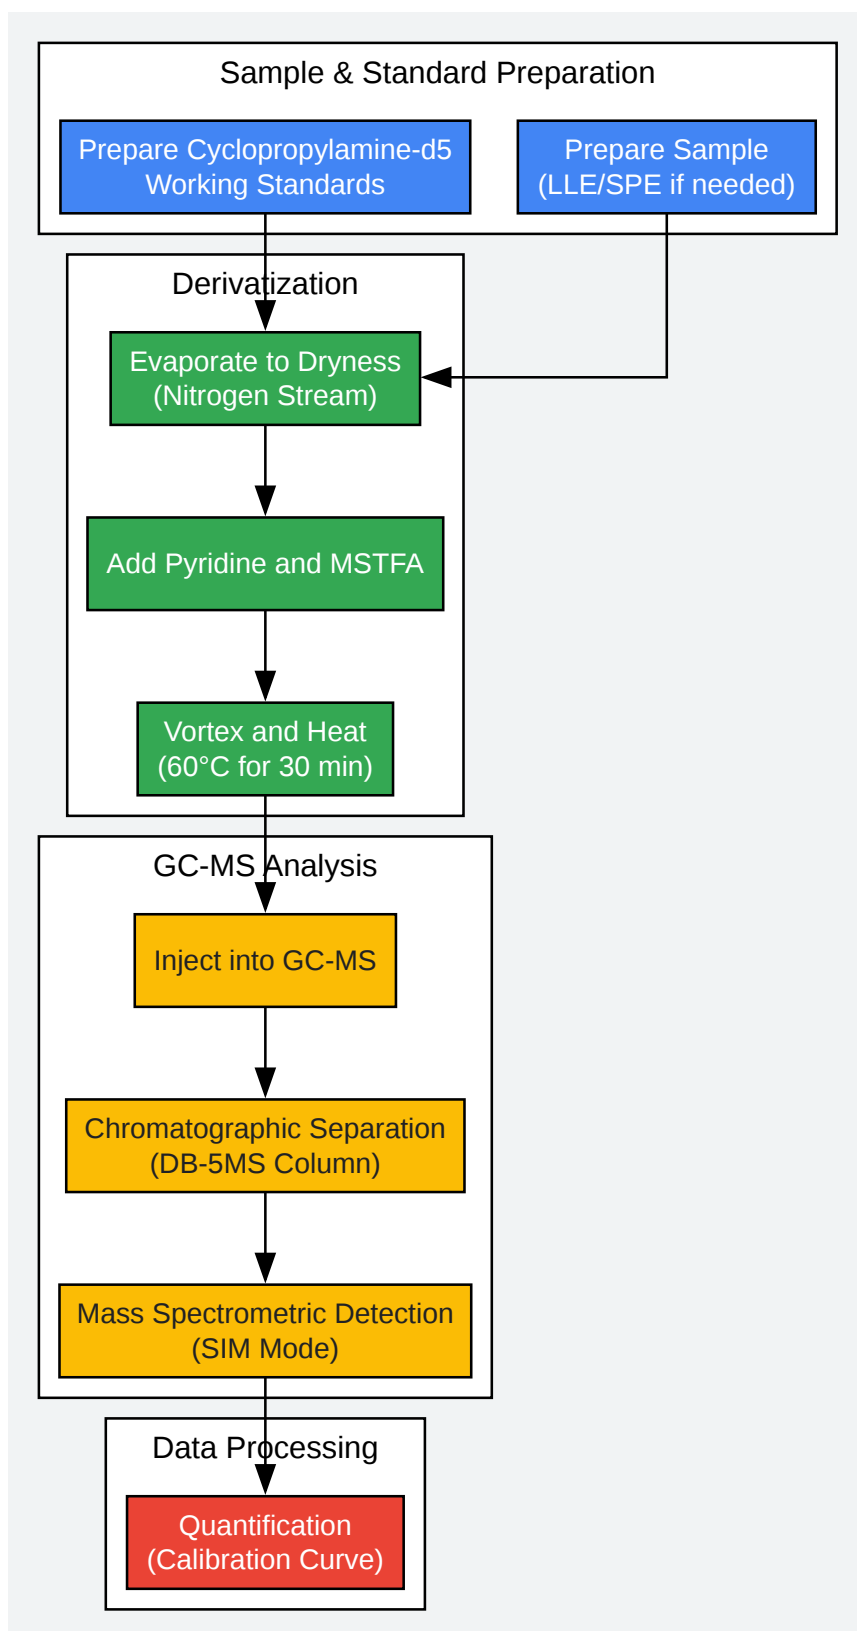 Sample & Standard Preparation
Prepare Cyclopropylamine-d5
Working Standards
Prepare Sample
(LLE/SPE if needed)
Derivatization
Evaporate to Dryness
(Nitrogen Stream)
Add Pyridine and MSTFA
Vortex and Heat
(60°C for 30 min)
GC-MS Analysis
Inject into GC-MS
Chromatographic Separation
(DB-5MS Column)
Mass Spectrometric Detection
(SIM Mode)
Data Processing
Quantification
(Calibration Curve)